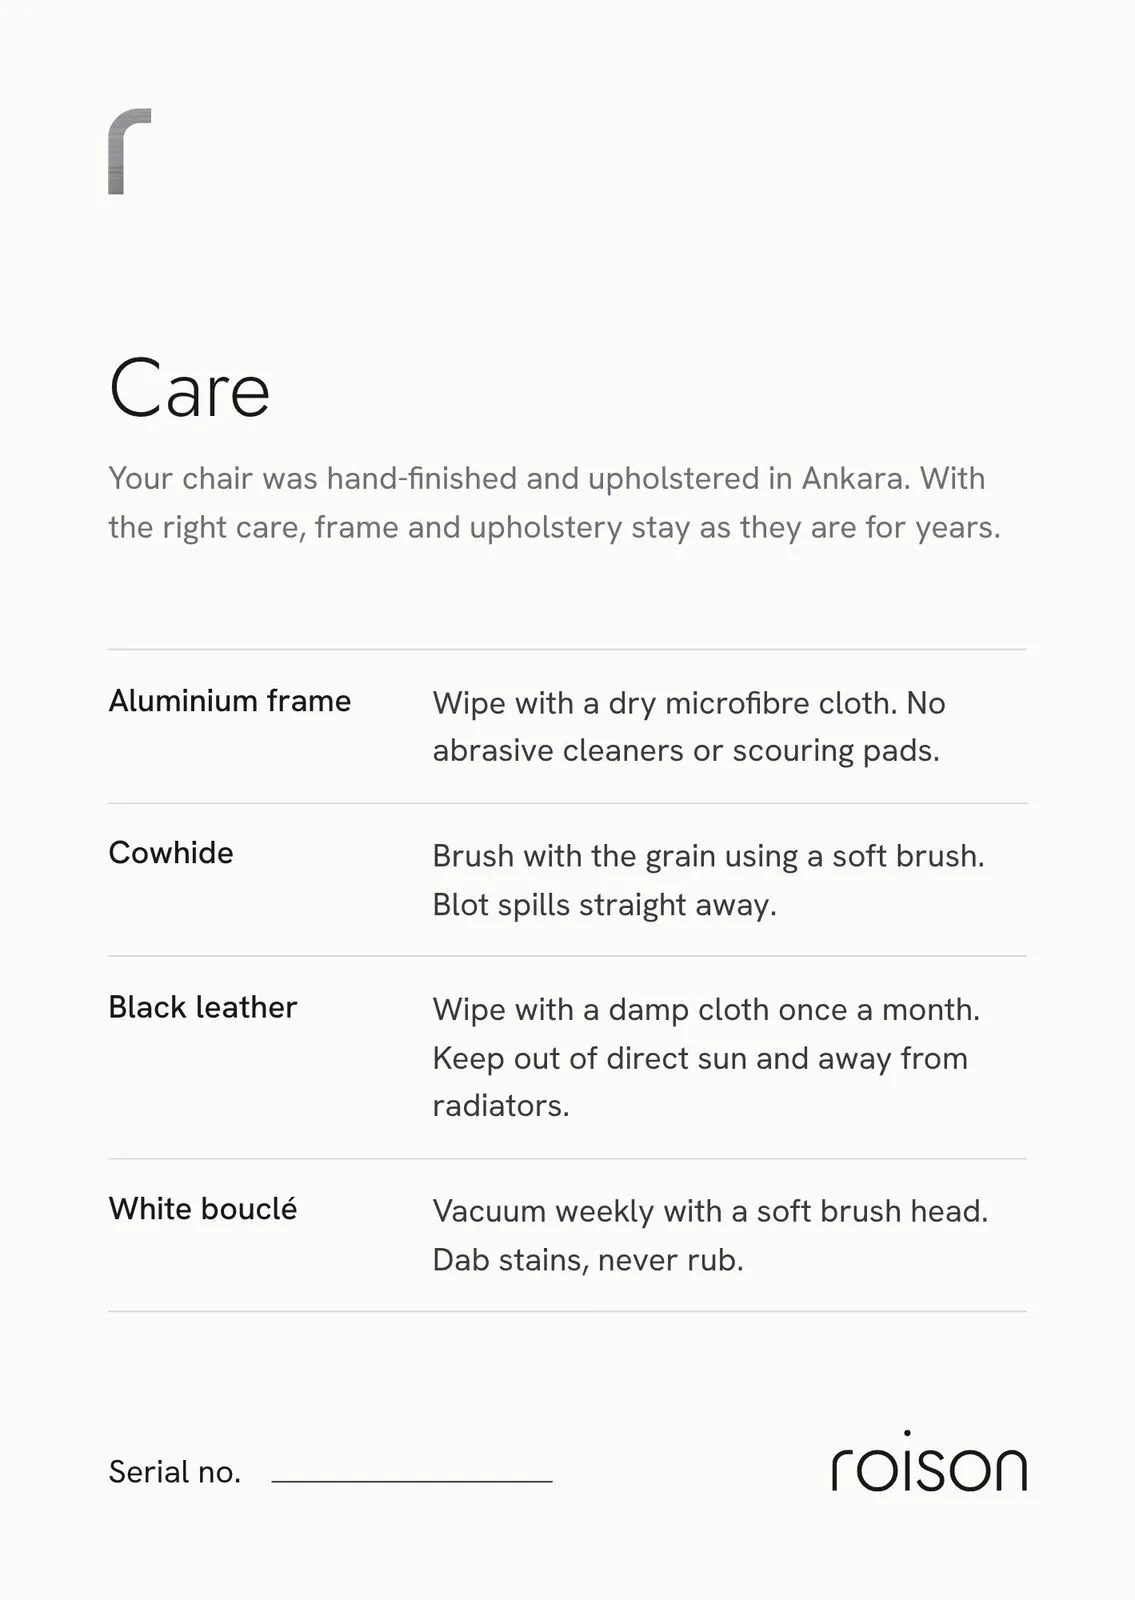 r
Care
Your chair was hand-finished and upholstered in Ankara. With
the right care, frame and upholstery stay as they are for years.
Aluminium frame
Wipe with a dry microfibre cloth. No
abrasive cleaners or scouring pads.
Cowhide
Brush with the grain using a soft brush.
Blot spills straight away.
Black leather
Wipe with a damp cloth once a month.
Keep out of direct sun and away from
radiators.
White bouclé
Vacuum weekly with a soft brush head.
Dab stains, never rub.
Serial no.
roison